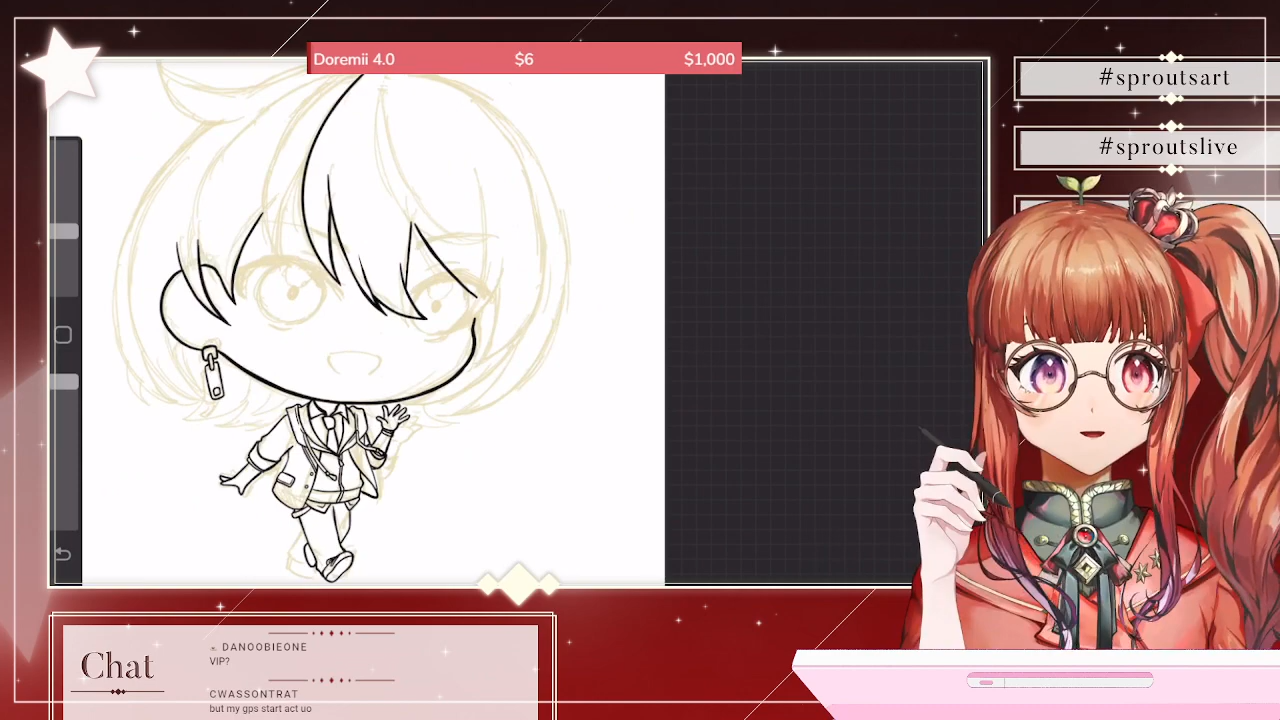 Doremii 4.0 $6 $1,000
#sproutsart
#sproutslive
Chat
DANOOBIEONE
VIP?
CWASSONTRAT
but my gps start act uo